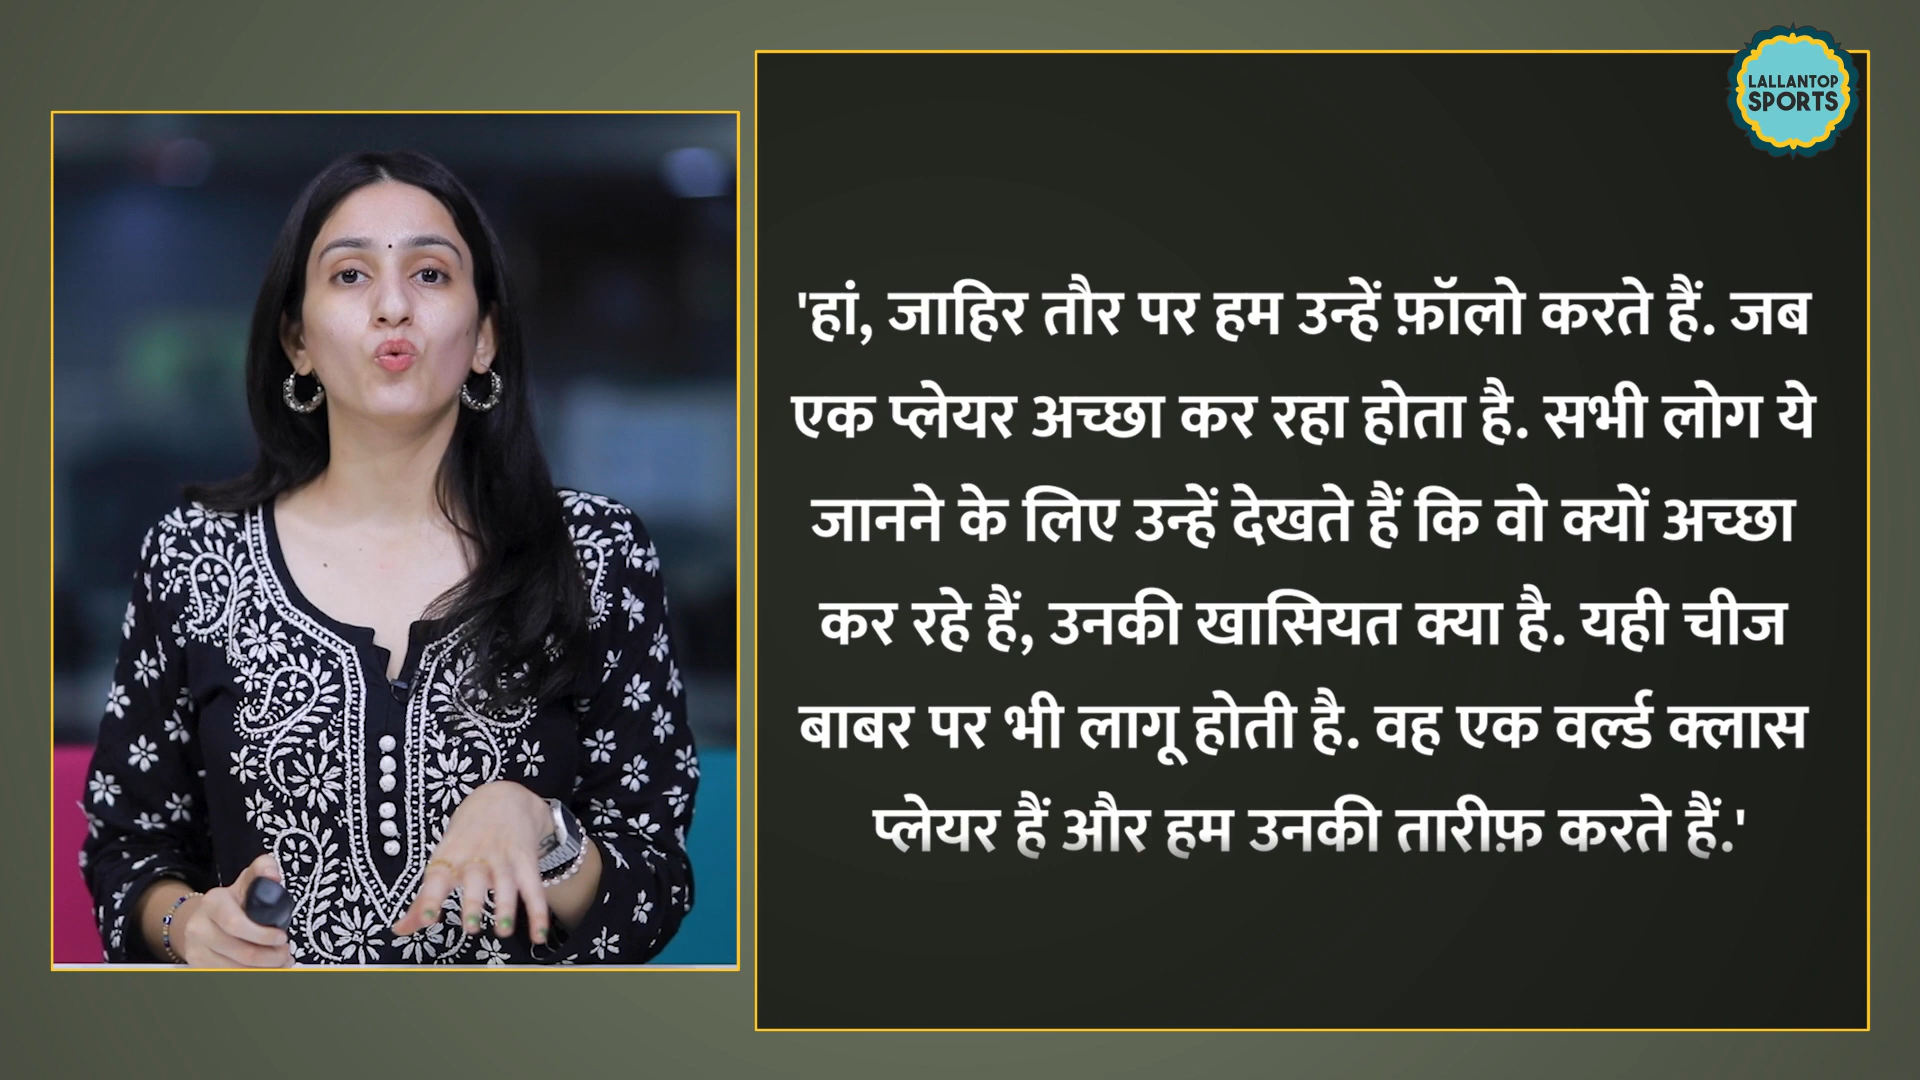 LALLANTOP
SPORTS
'हां, जाहिर तौर पर हम उन्हें फ़ॉलो करते हैं. जब
एक प्लेयर अच्छा कर रहा होता है. सभी लोग ये
जानने के लिए उन्हें देखते हैं कि वो क्यों अच्छा
कर रहे हैं, उनकी खासियत क्या है. यही चीज
बाबर पर भी लागू होती है. वह एक वर्ल्ड क्लास
प्लेयर हैं और हम उनकी तारीफ़ करते हैं.'